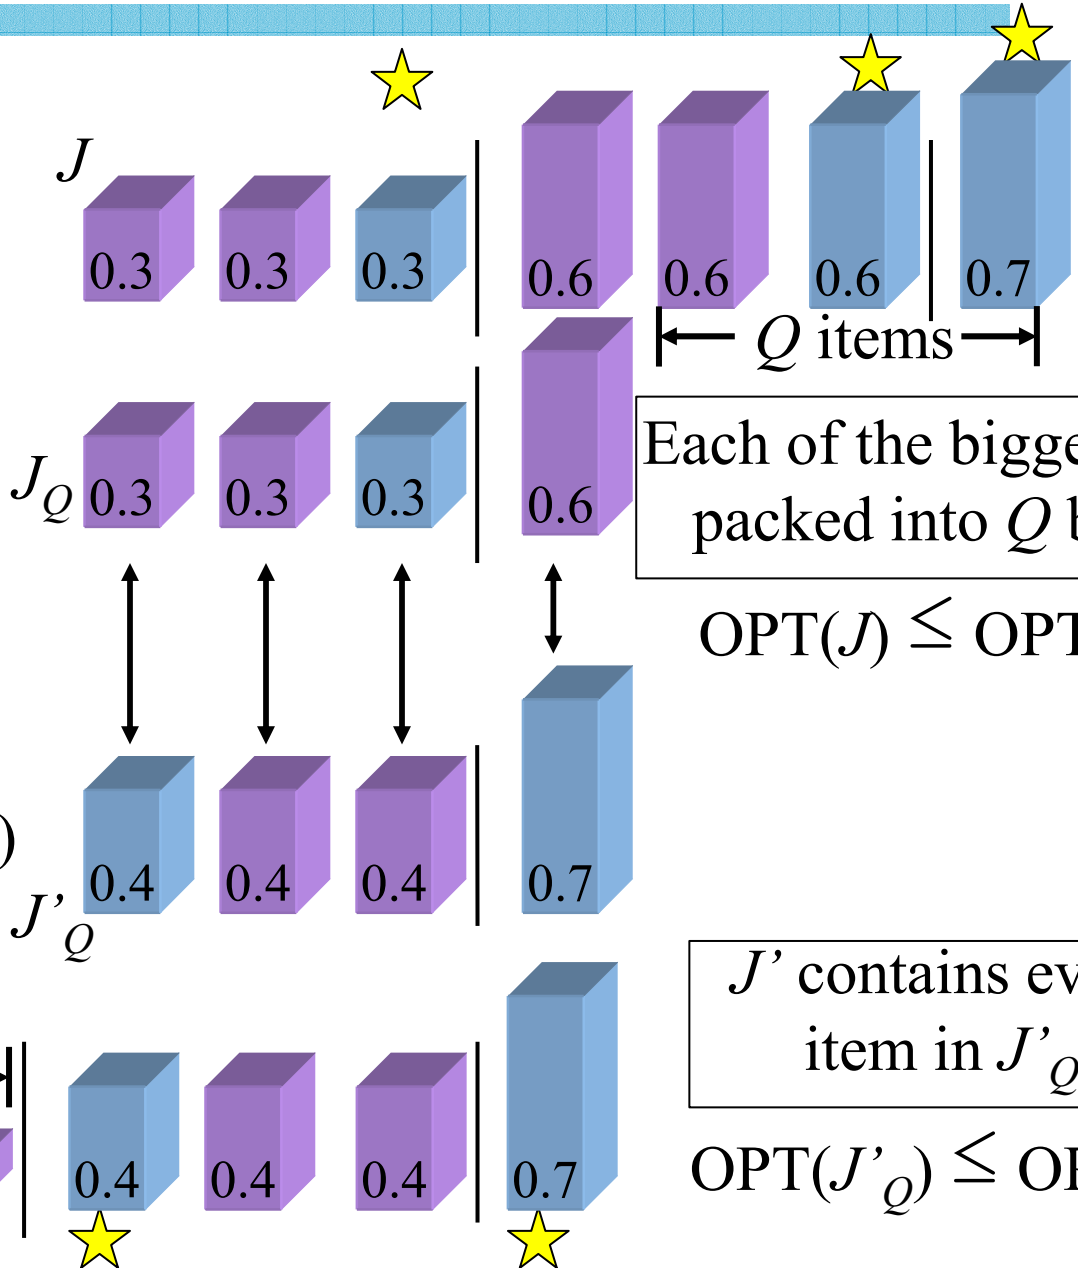 J
0.3 0.3 0.3 0.6 0.6 0.6 0.7
Q items
J_Q 0.3 0.3 0.3 0.6
Each of the bigge
packed into Q b
OPT(J) ≤ OPT
)
J’_Q 0.4 0.4 0.4 0.7
J’ contains ev
item in J’_Q
0.4 0.4 0.4 0.7
OPT(J’_Q) ≤ OP